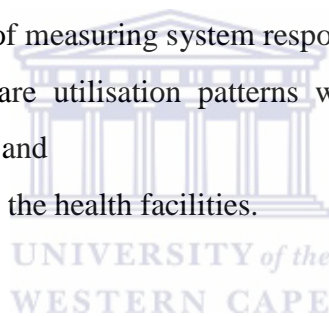 of measuring system respo
are utilisation patterns w
and
the health facilities.
UNIVERSITY of the
WESTERN CAPE